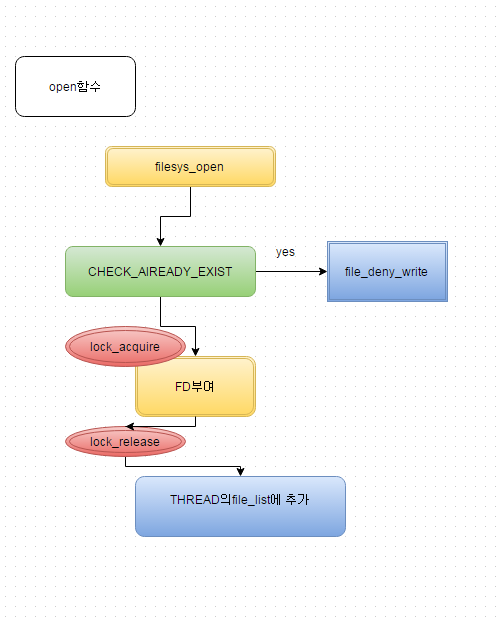 open함수
filesys_open
CHECK_AIREADY_EXIST
yes
file_deny_write
lock_acquire
FD부여
lock_release
THREAD의file_list에 추가